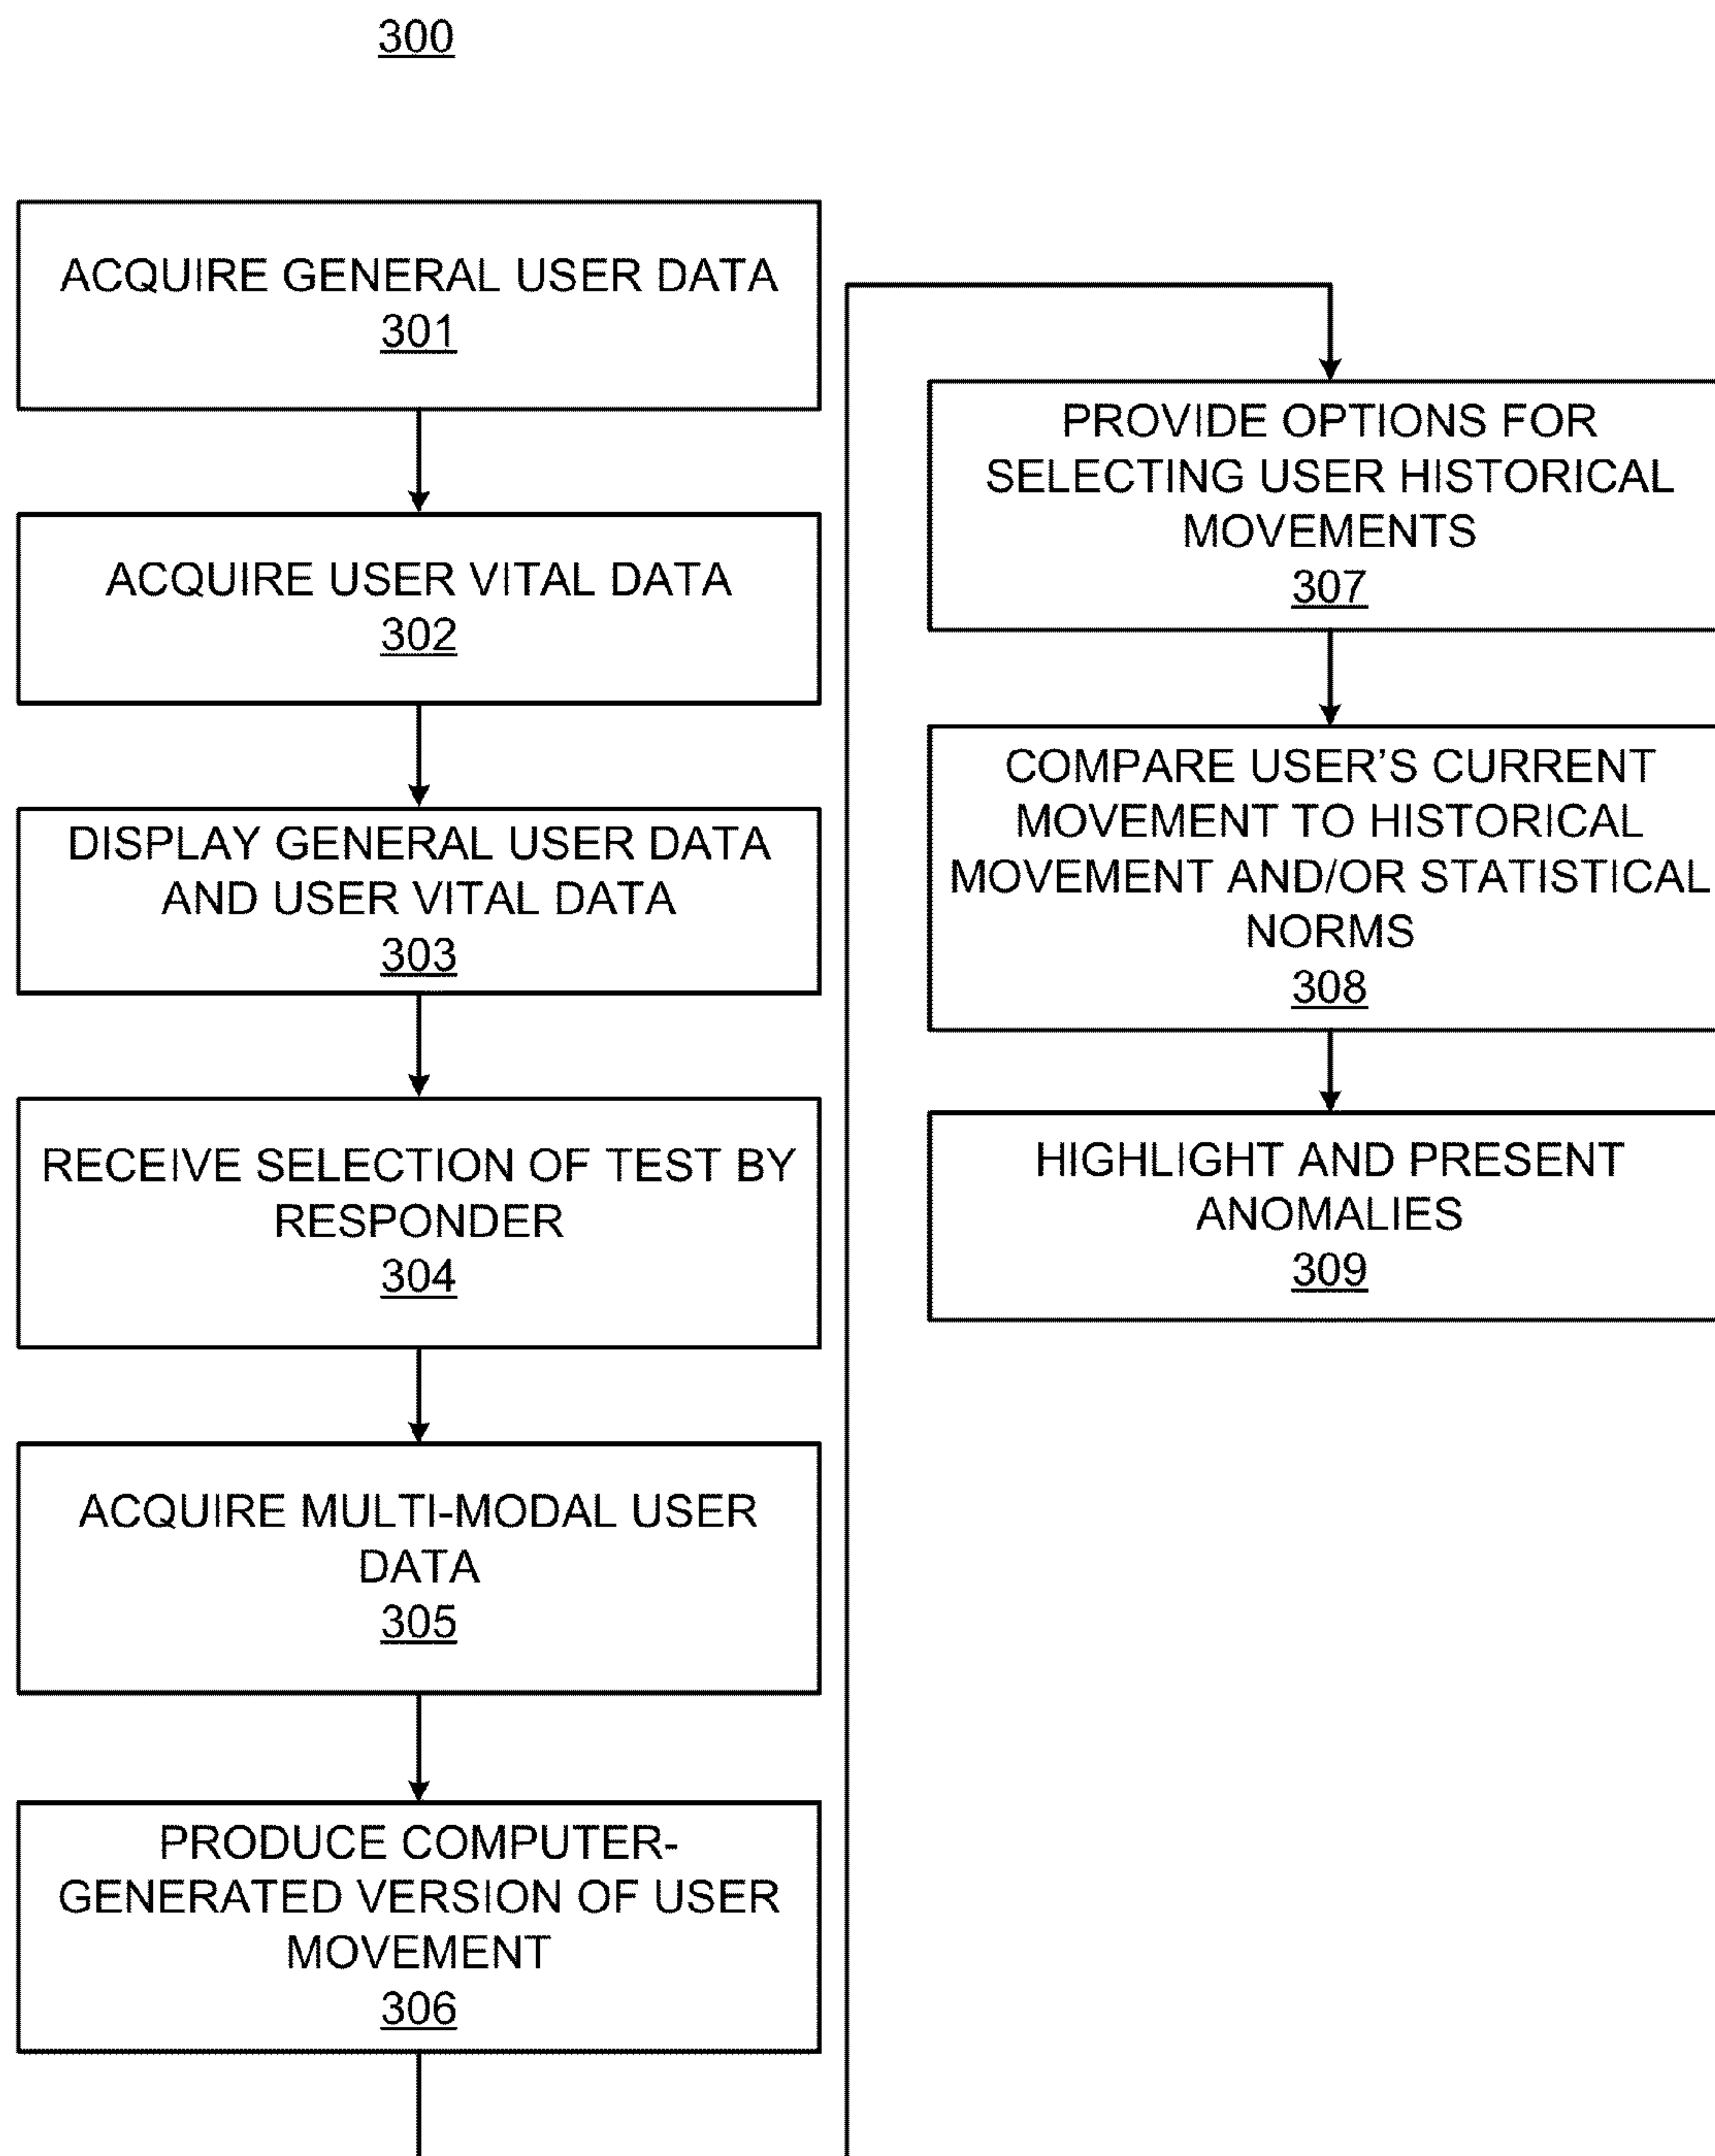 300
ACQUIRE GENERAL USER DATA
301
ACQUIRE USER VITAL DATA
302
DISPLAY GENERAL USER DATA
AND USER VITAL DATA
303
RECEIVE SELECTION OF TEST BY
RESPONDER
304
ACQUIRE MULTI-MODAL USER
DATA
305
PRODUCE COMPUTER-
GENERATED VERSION OF USER
MOVEMENT
306
PROVIDE OPTIONS FOR
SELECTING USER HISTORICAL
MOVEMENTS
307
COMPARE USER'S CURRENT
MOVEMENT TO HISTORICAL
MOVEMENT AND/OR STATISTICAL
NORMS
308
HIGHLIGHT AND PRESENT
ANOMALIES
309